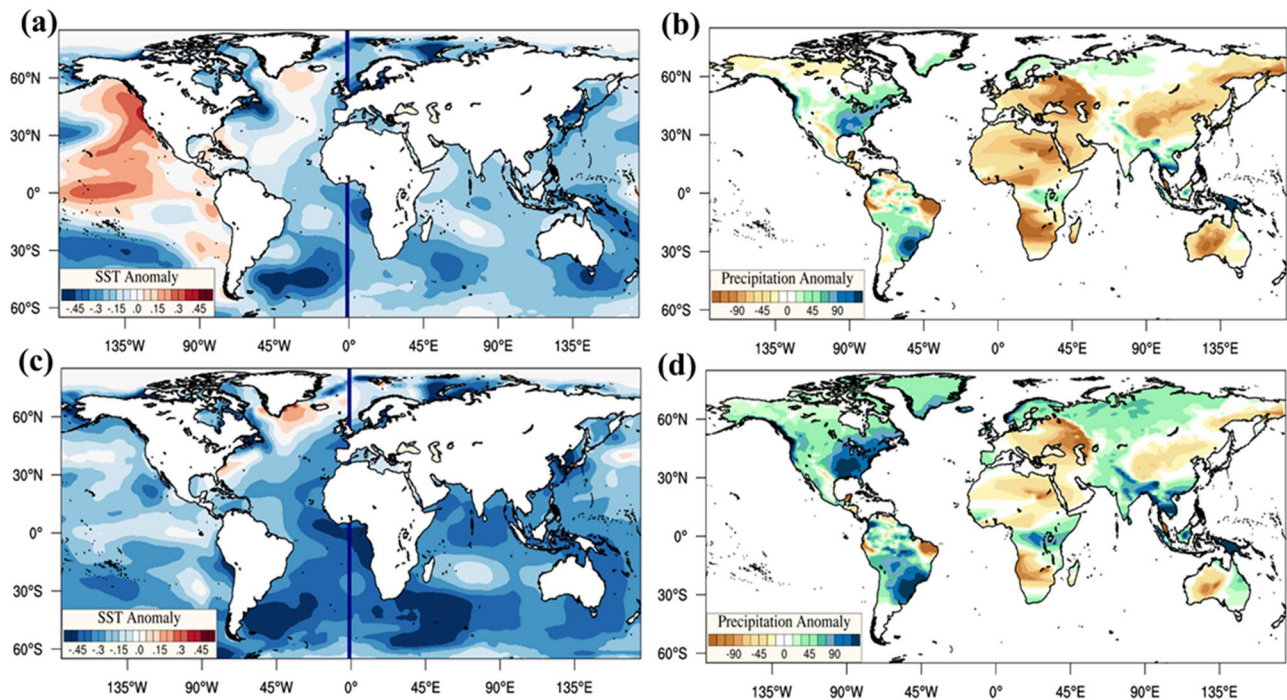 (a)
60°N
30°N
0°
30°S
60°S
SST Anomaly
-.45 -.3 -.15 .0 .15 .3 .45
135°W 90°W 45°W 0° 45°E 90°E 135°E
(b)
60°N
30°N
0°
30°S
60°S
Precipitation Anomaly
-90 -45 0 45 90
135°W 90°W 45°W 0° 45°E 90°E 135°E
(c)
60°N
30°N
0°
30°S
60°S
SST Anomaly
-.45 -.3 -.15 .0 .15 .3 .45
135°W 90°W 45°W 0° 45°E 90°E 135°E
(d)
60°N
30°N
0°
30°S
60°S
Precipitation Anomaly
-90 -45 0 45 90
135°W 90°W 45°W 0° 45°E 90°E 135°E